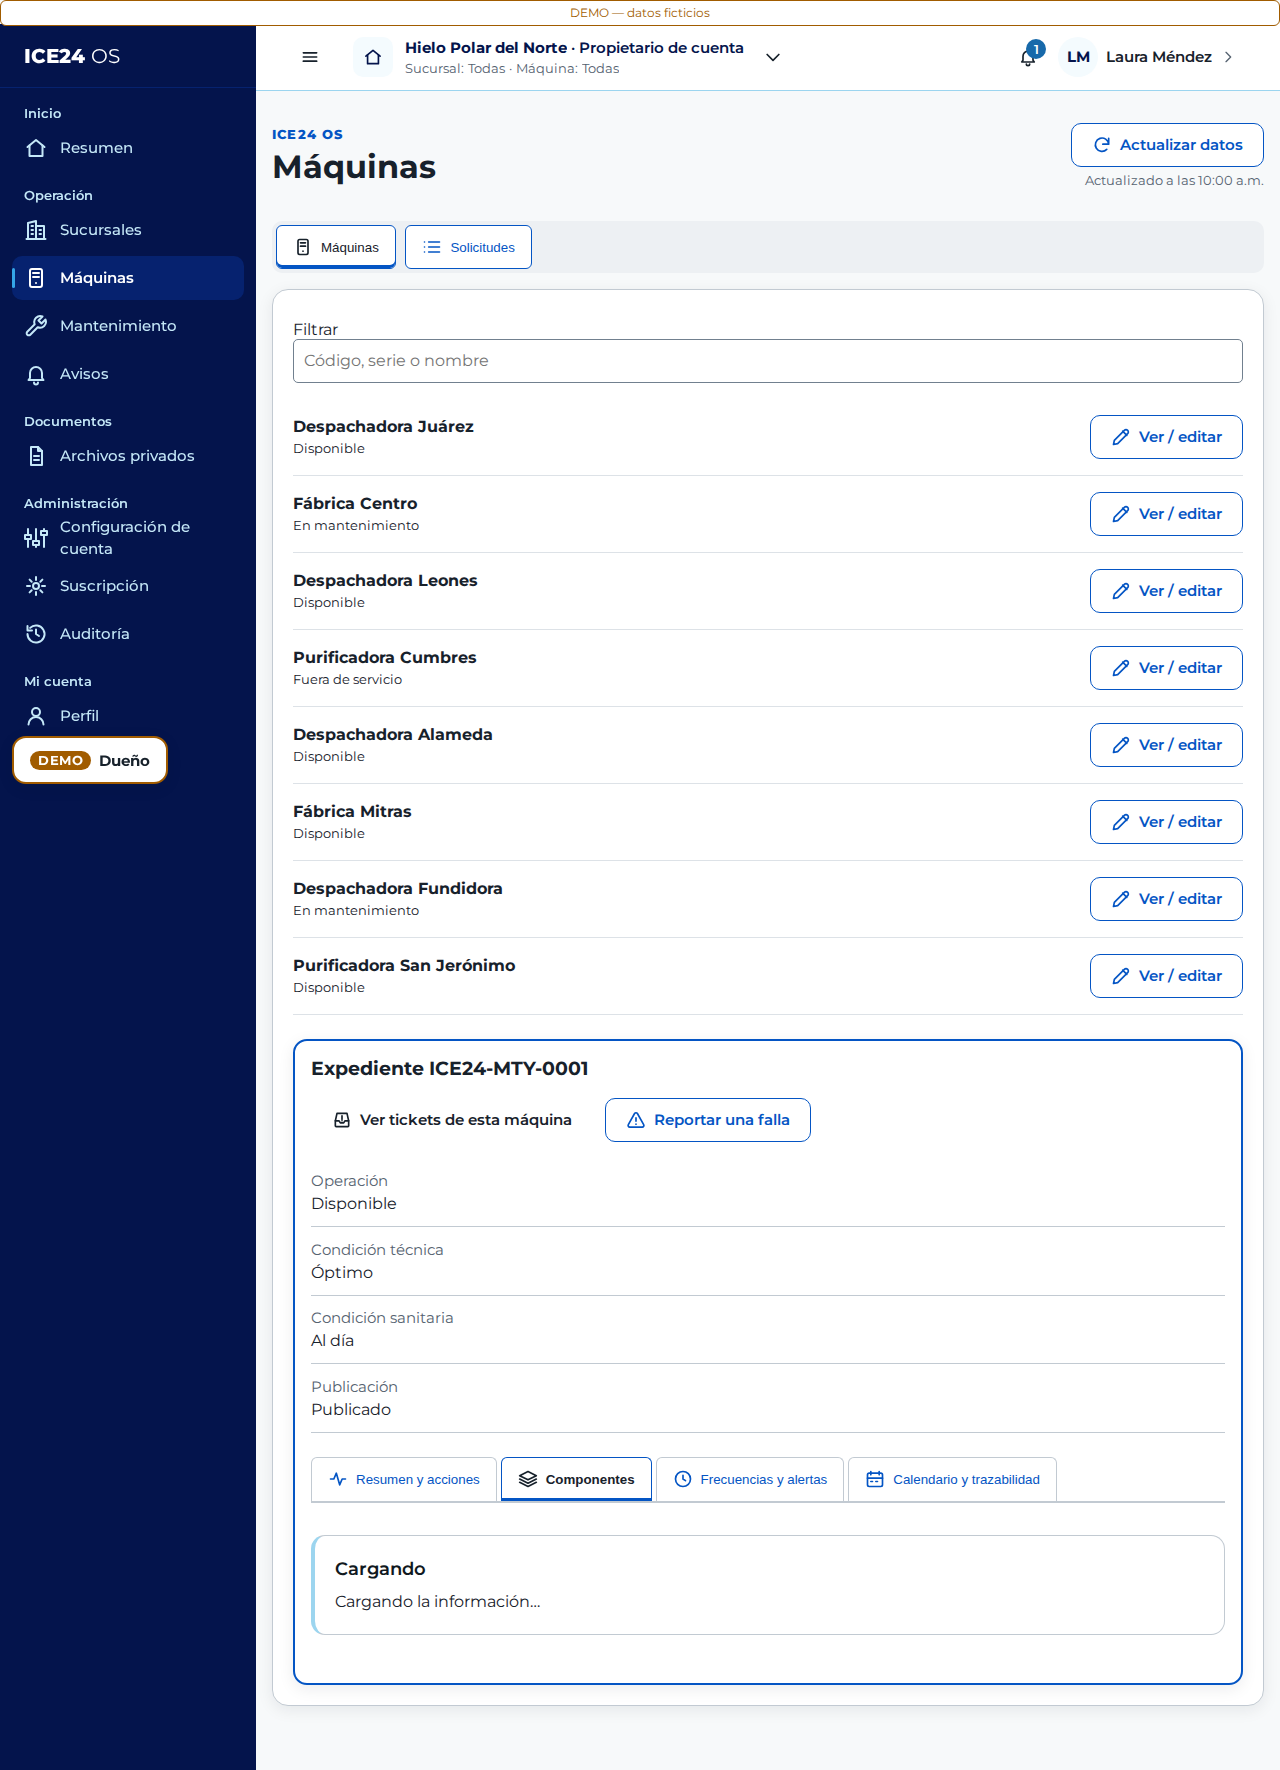 DEMO — datos ficticios
ICE24 OS
Hielo Polar del Norte · Propietario de cuenta
Sucursal: Todas · Máquina: Todas
1
LM
Laura Méndez
Inicio
Resumen
Operación
Sucursales
Máquinas
Mantenimiento
Avisos
Documentos
Archivos privados
Administración
Configuración de
cuenta
Suscripción
Auditoría
Mi cuenta
Perfil
DEMO Dueño
ICE24 OS
Máquinas
Actualizar datos
Actualizado a las 10:00 a.m.
Máquinas
Solicitudes
Filtrar
Código, serie o nombre
Despachadora Juárez
Disponible
Ver / editar
Fábrica Centro
En mantenimiento
Ver / editar
Despachadora Leones
Disponible
Ver / editar
Purificadora Cumbres
Fuera de servicio
Ver / editar
Despachadora Alameda
Disponible
Ver / editar
Fábrica Mitras
Disponible
Ver / editar
Despachadora Fundidora
En mantenimiento
Ver / editar
Purificadora San Jerónimo
Disponible
Ver / editar
Expediente ICE24-MTY-0001
Ver tickets de esta máquina
Reportar una falla
Operación
Disponible
Condición técnica
Óptimo
Condición sanitaria
Al día
Publicación
Publicado
Resumen y acciones
Componentes
Frecuencias y alertas
Calendario y trazabilidad
Cargando
Cargando la información...